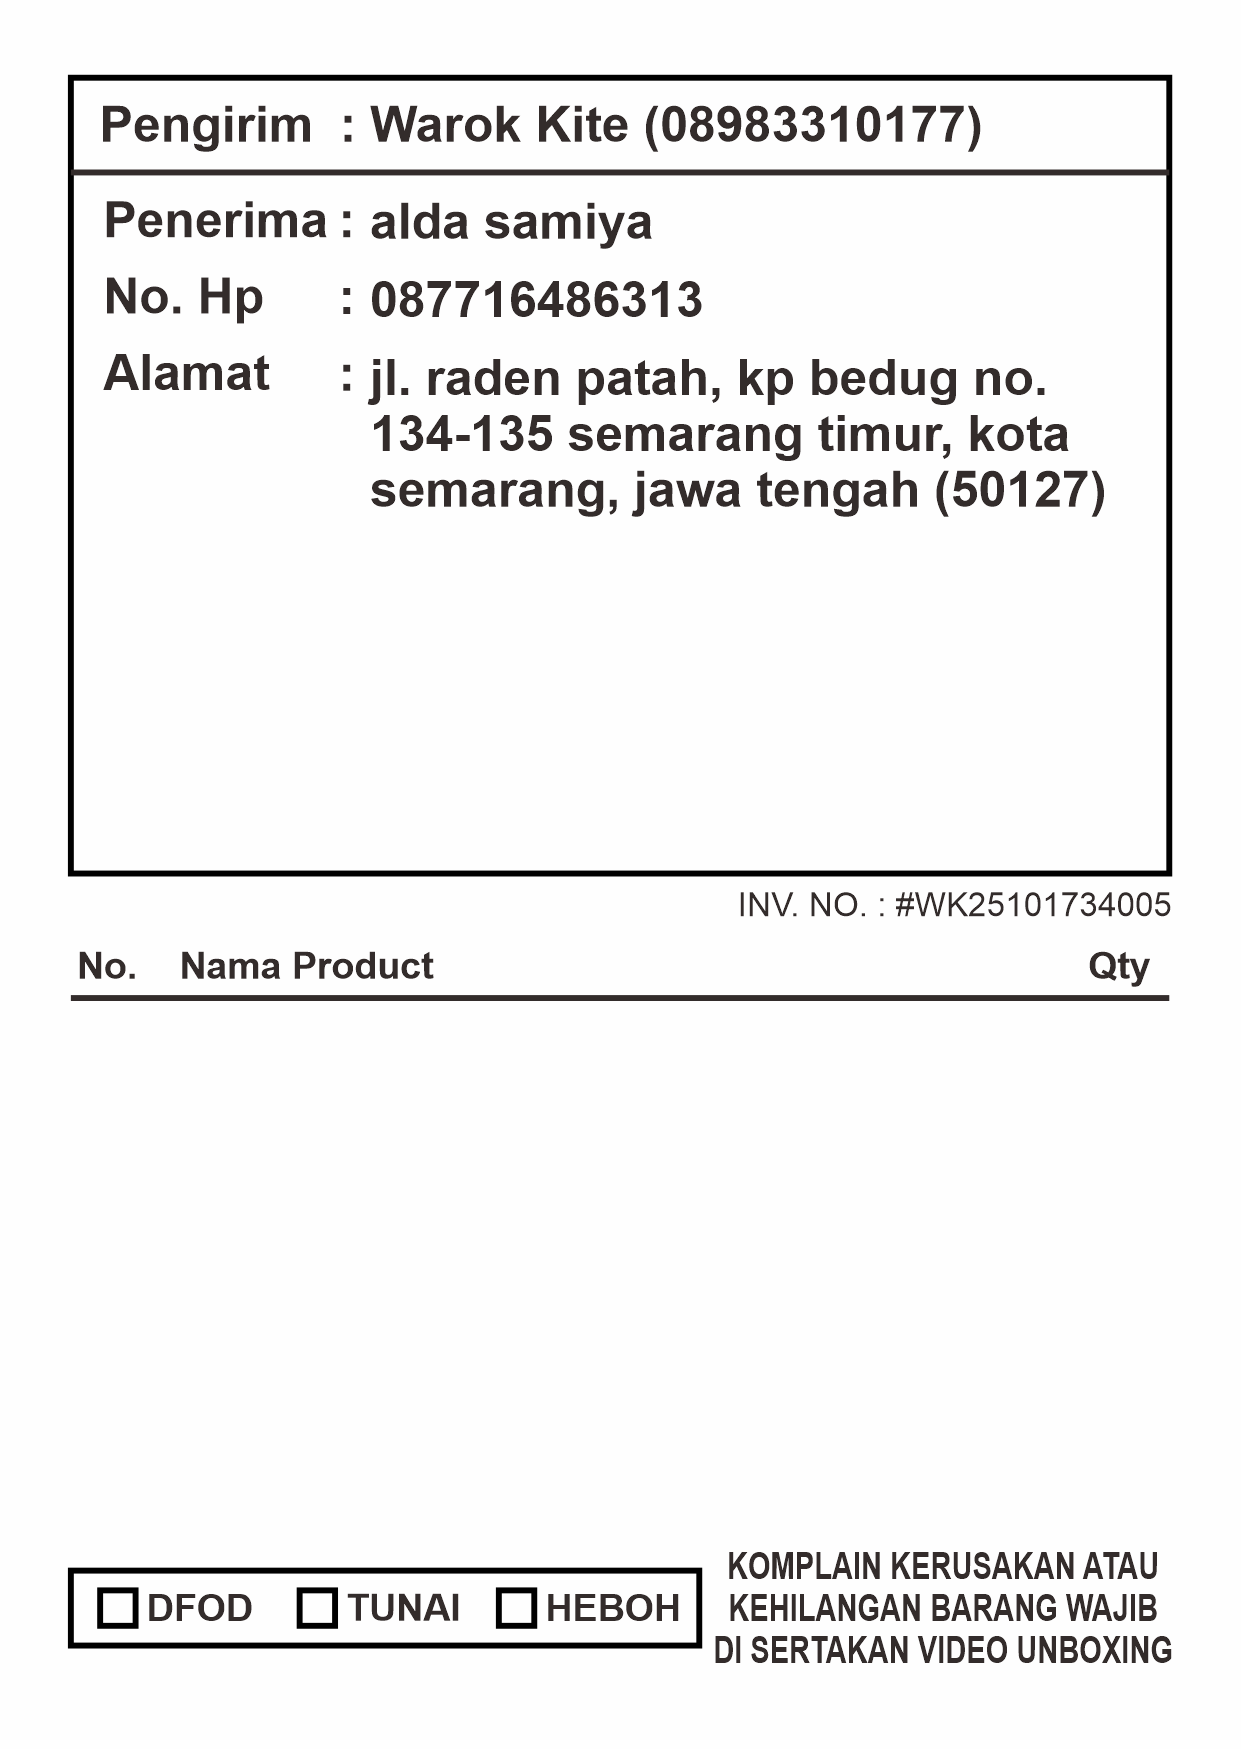 Pengirim : Warok Kite (08983310177)
Penerima : alda samiya
No. Hp : 087716486313
Alamat : jl. raden patah, kp bedug no.
134-135 semarang timur, kota
semarang, jawa tengah (50127)
INV. NO. : #WK25101734005
No. Nama Product Qty
DFOD TUNAI HEBOH
KOMPLAIN KERUSAKAN ATAU
KEHILANGAN BARANG WAJIB
DI SERTAKAN VIDEO UNBOXING